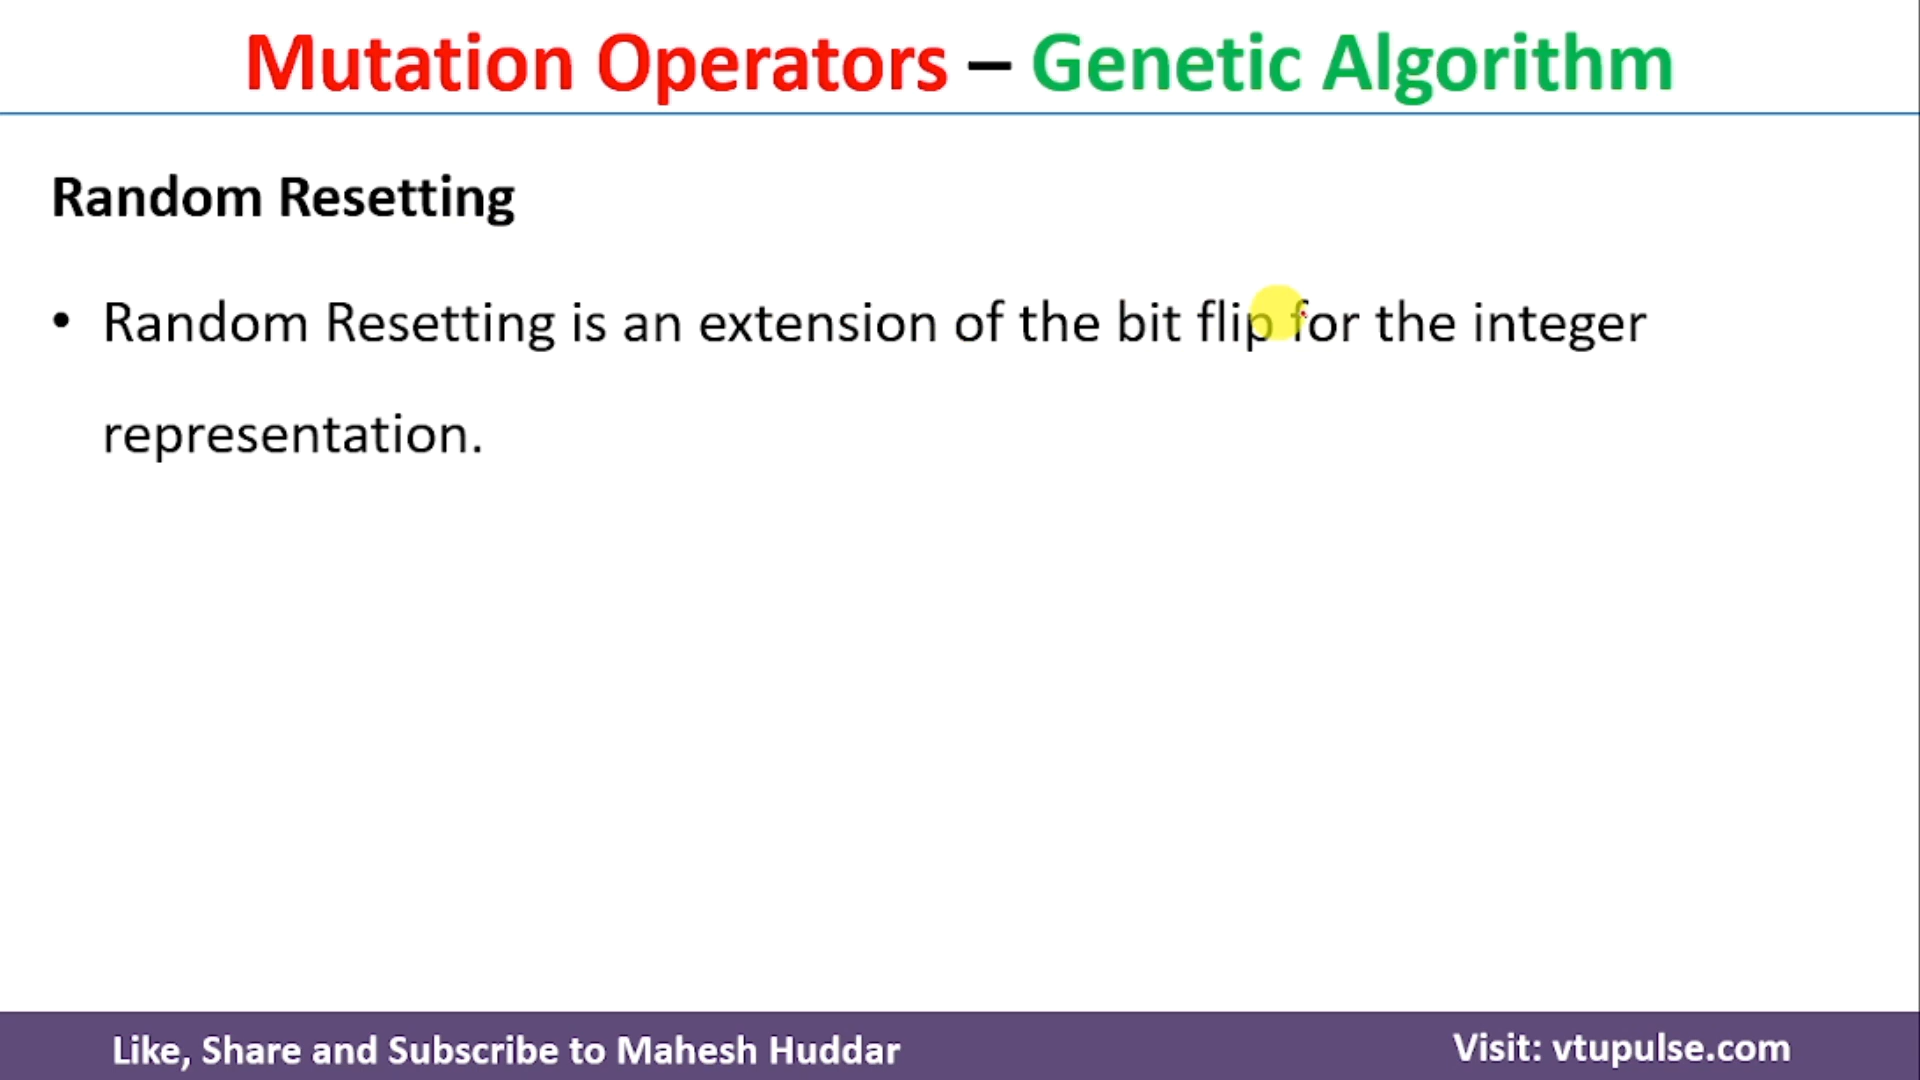 Mutation Operators – Genetic Algorithm
Random Resetting
• Random Resetting is an extension of the bit flip for the integer
representation.
Like, Share and Subscribe to Mahesh Huddar
Visit: vtupulse.com